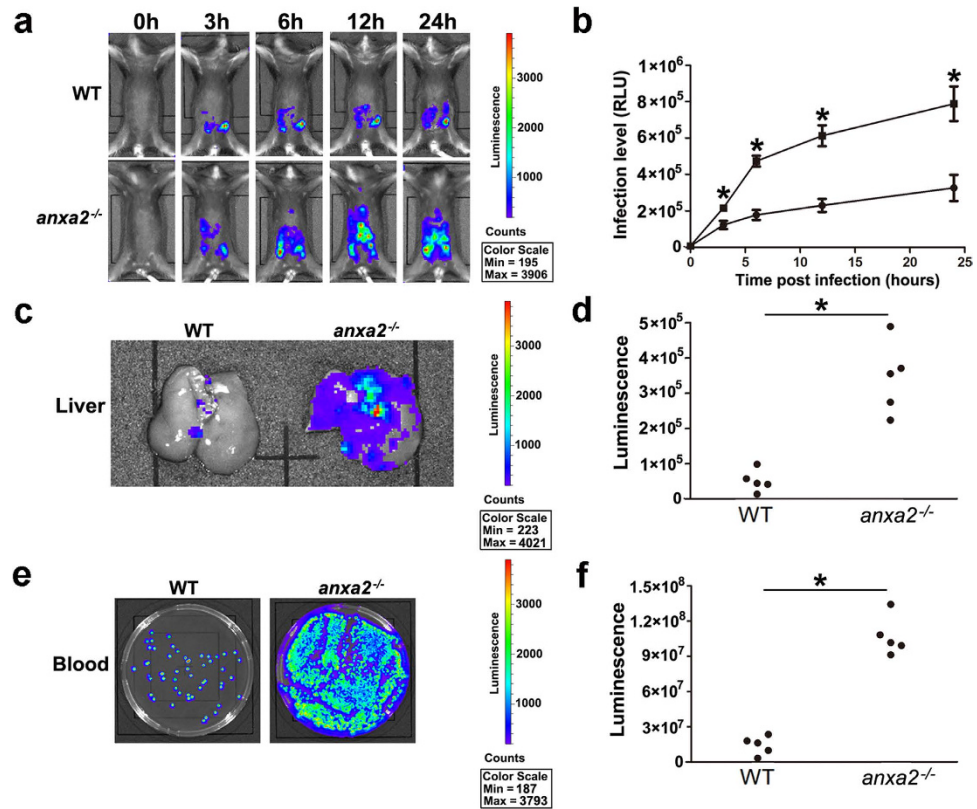 a
0h 3h 6h 12h 24h
WT
anxa2⁻/⁻
3000
2000
1000
Luminescence
Counts
Color Scale
Min = 195
Max = 3906
b
1×10⁶
8×10⁵
6×10⁵
4×10⁵
2×10⁵
0
Infection level (RLU)
* * * *
0 5 10 15 20 25
Time post infection (hours)
c
WT anxa2⁻/⁻
Liver
3000
2000
1000
Luminescence
Counts
Color Scale
Min = 223
Max = 4021
d
*
5×10⁵
4×10⁵
3×10⁵
2×10⁵
1×10⁵
0
Luminescence
WT anxa2⁻/⁻
e
WT anxa2⁻/⁻
Blood
3000
2000
1000
Luminescence
Counts
Color Scale
Min = 187
Max = 3793
f
*
1.5×10⁸
1.2×10⁸
9×10⁷
6×10⁷
3×10⁷
0
Luminescence
WT anxa2⁻/⁻